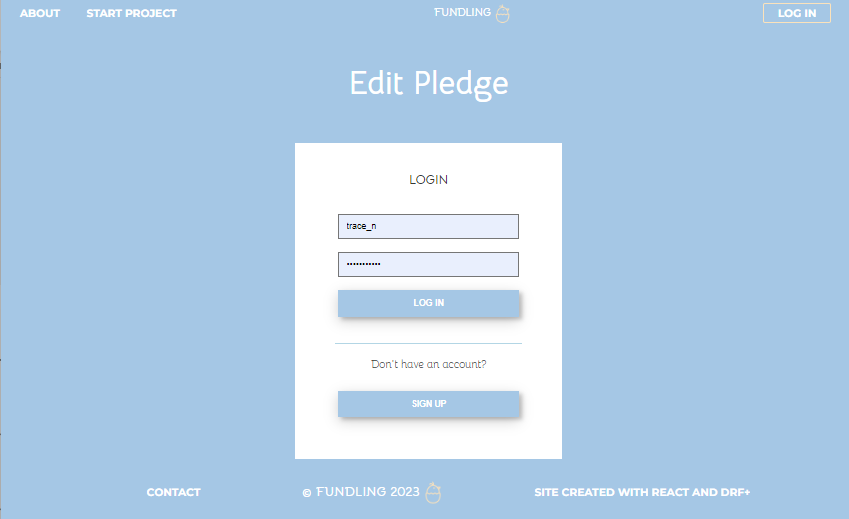 ABOUT START PROJECT FUNDLING LOG IN
Edit Pledge
LOGIN
trace_n
•••••••••••
LOG IN
Don't have an account?
SIGN UP
CONTACT © FUNDLING 2023 SITE CREATED WITH REACT AND DRF+